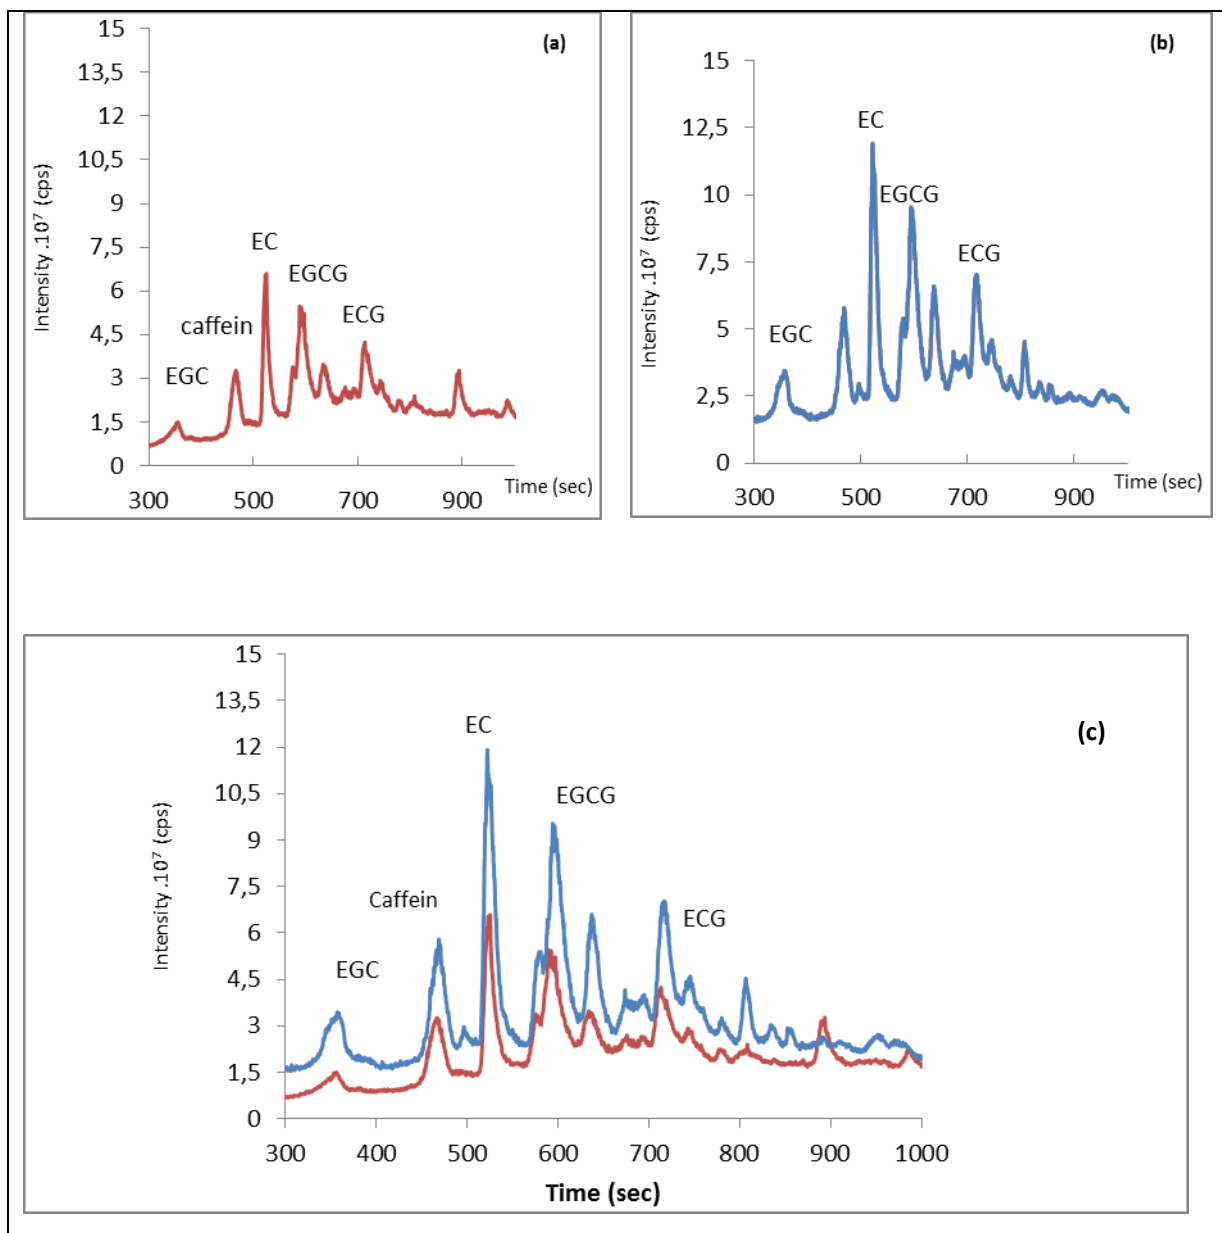 (a)
15
13,5
12
10,5
9
7,5
6
4,5
3
1,5
0
Intensity .10⁷ (cps)
EC
EGCG
caffein
ECG
EGC
300
500
700
900
Time (sec)
(b)
15
12,5
10
7,5
5
2,5
0
Intensity .10⁷ (cps)
EC
EGCG
ECG
EGC
300
500
700
900
Time (sec)
(c)
15
13,5
12
10,5
9
7,5
6
4,5
3
1,5
0
Intensity .10⁷ (cps)
EC
EGCG
Caffein
ECG
EGC
300
400
500
600
700
800
900
1000
Time (sec)